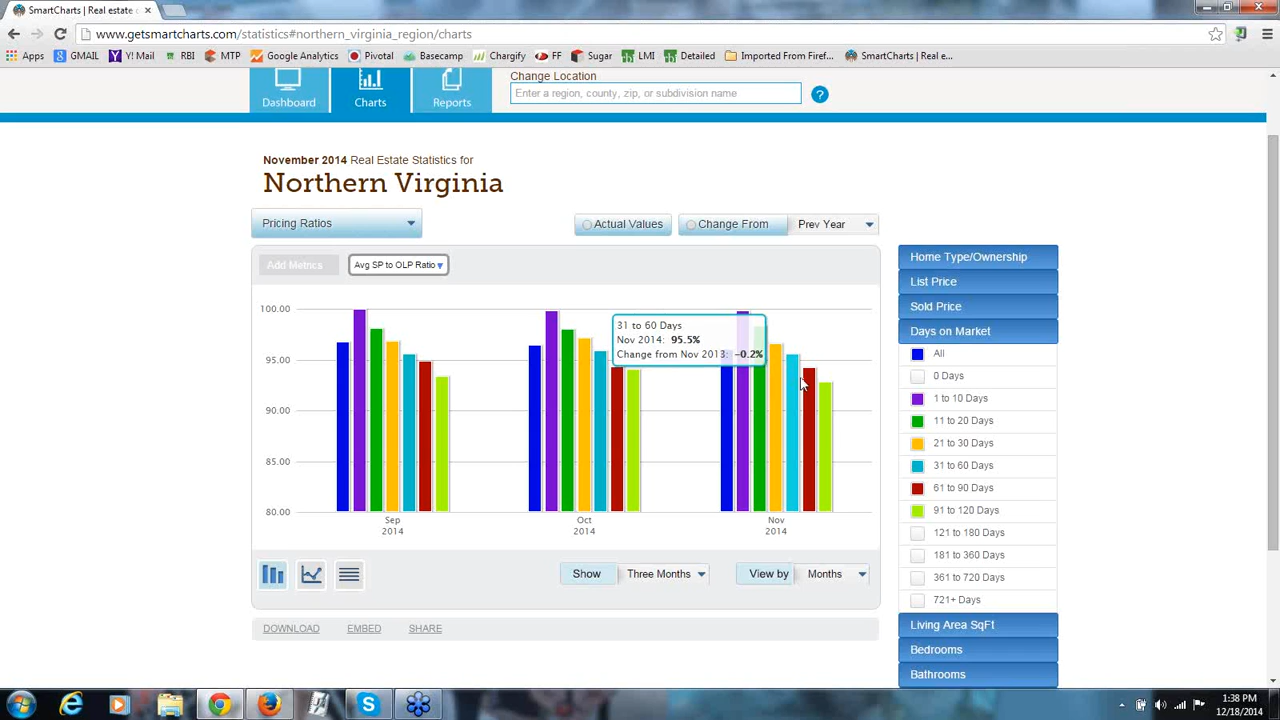 SmartCharts | Real estate
www.getsmartcharts.com/statistics#northern_virginia_region/charts
Apps GMAIL Y! Mail RBI MTP Google Analytics Pivotal Basecamp Chargify FF Sugar LMI Detailed Imported From Firef... SmartCharts | Real e...
Dashboard
Charts
Reports
Change Location
Enter a region, county, zip, or subdivision name
?
November 2014 Real Estate Statistics for
Northern Virginia
Pricing Ratios
Actual Values
Change From
Prev Year
Add Metrics
Avg SP to OLP Ratio
100.00
95.00
90.00
85.00
80.00
31 to 60 Days
Nov 2014: 95.5%
Change from Nov 2013: -0.2%
Sep
2014
Oct
2014
Nov
2014
Show
Three Months
View by
Months
DOWNLOAD
EMBED
SHARE
Home Type/Ownership
List Price
Sold Price
Days on Market
All
0 Days
1 to 10 Days
11 to 20 Days
21 to 30 Days
31 to 60 Days
61 to 90 Days
91 to 120 Days
121 to 180 Days
181 to 360 Days
361 to 720 Days
721+ Days
Living Area SqFt
Bedrooms
Bathrooms
1:38 PM
12/18/2014